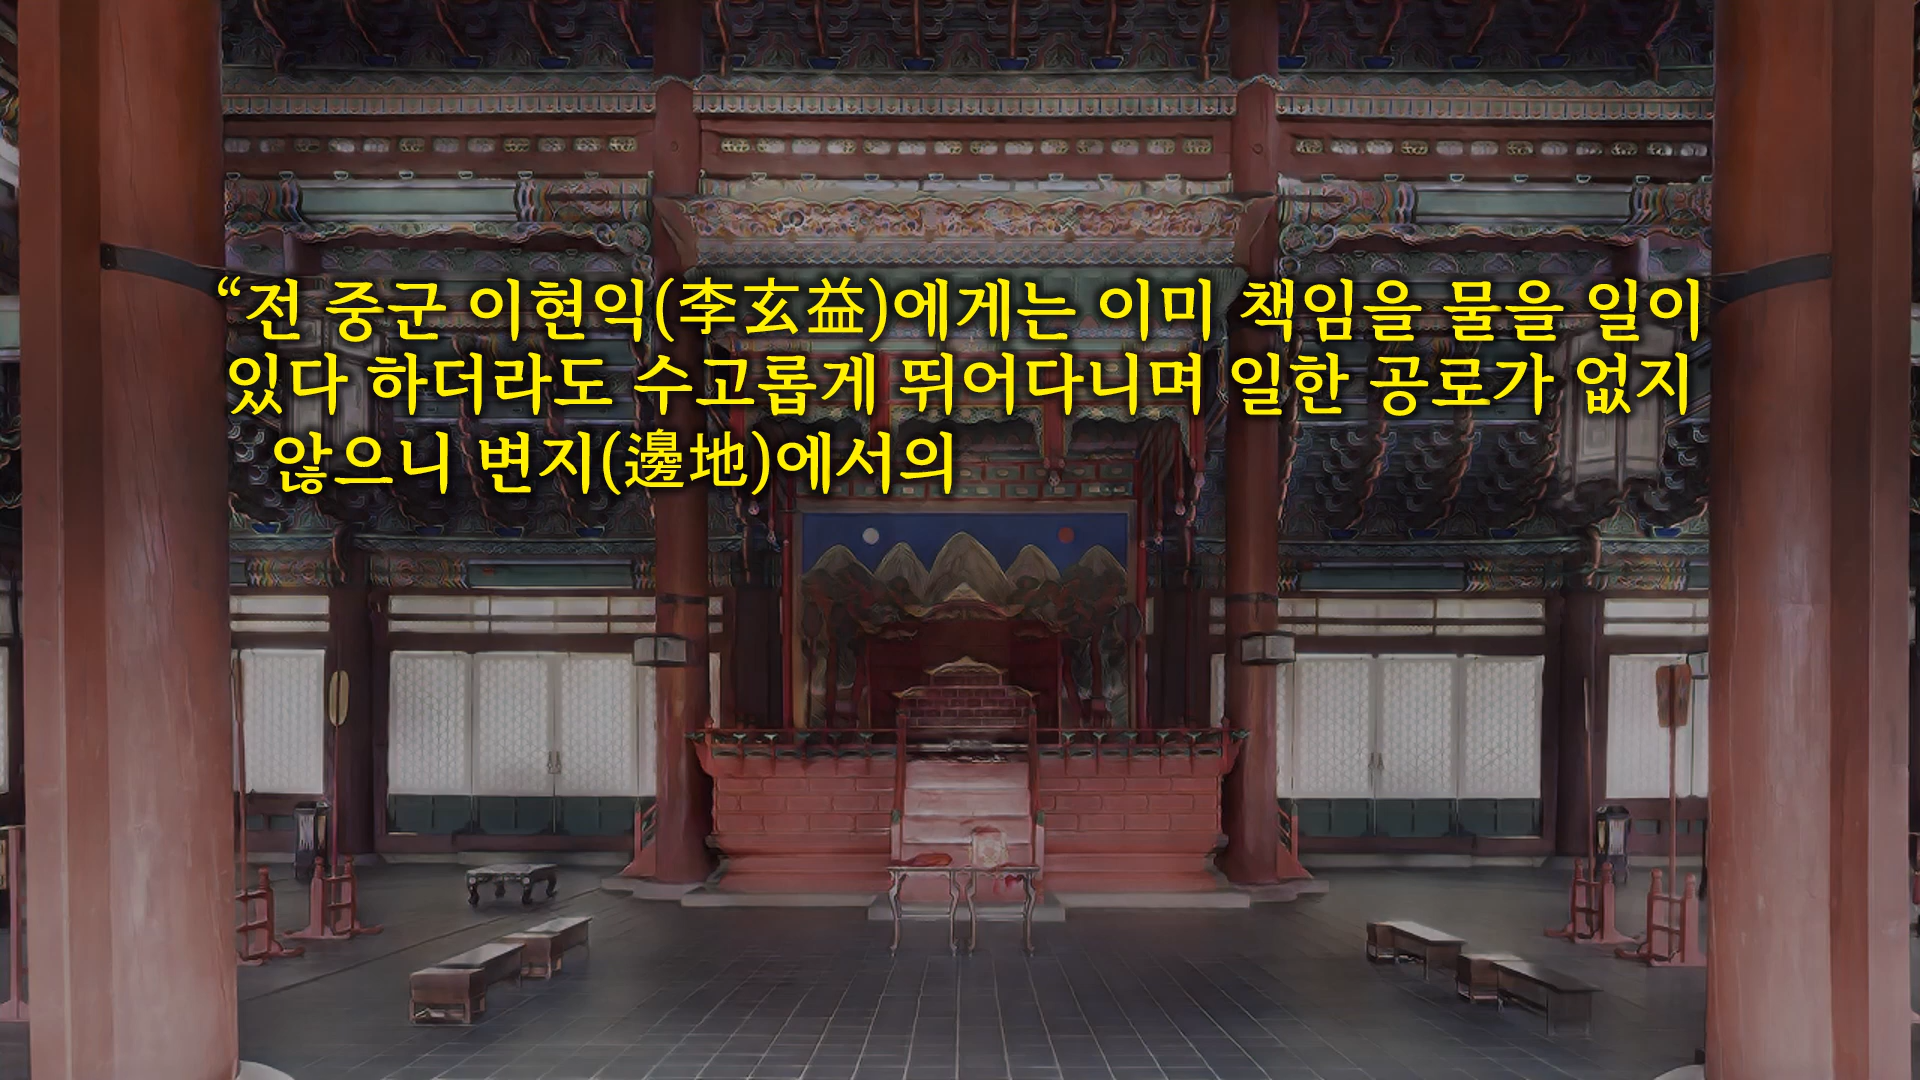 “전 중군 이현익(李玄益)에게는 이미 책임을 물을 일이
있다 하더라도 수고롭게 뛰어다니며 일한 공로가 없지
않으니 변지(邊地)에서의